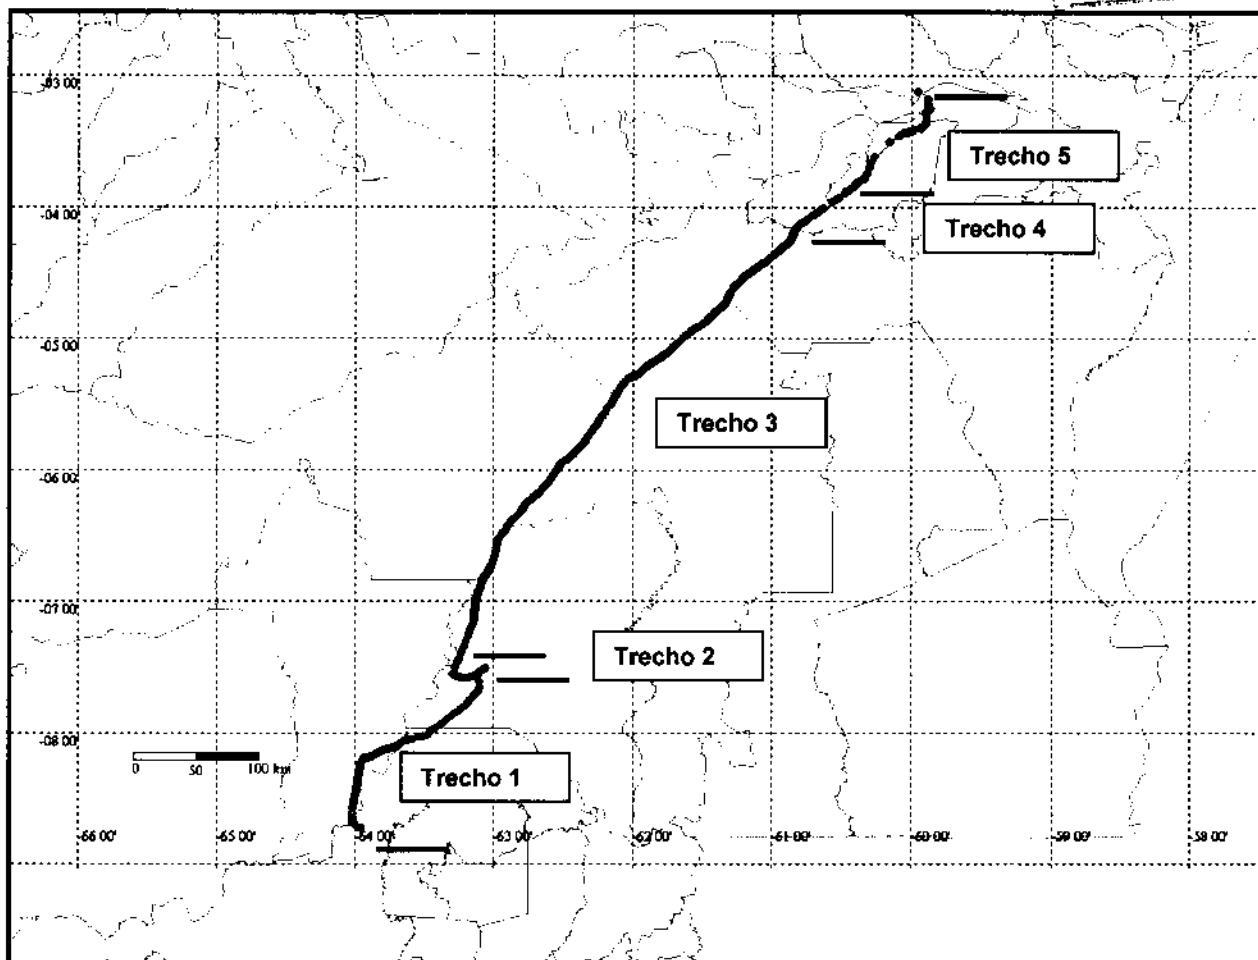 -03 00'
Trecho 5
-04 00'
Trecho 4
-05 00'
Trecho 3
-06 00'
-07 00'
Trecho 2
-08 00'
0 50 100 km
Trecho 1
-66 00' -65 00' -64 00' -63 00' -62 00' -61 00' -60 00' -59 00' -58 00'